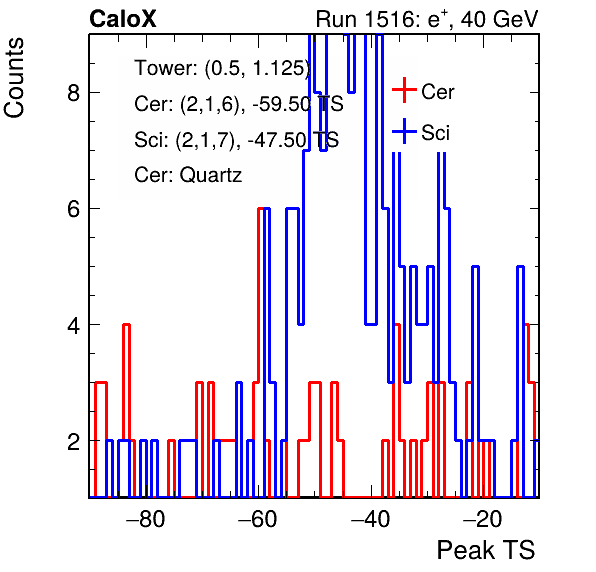 CaloX Run 1516: e⁺, 40 GeV
Counts
Tower: (0.5, 1.125)
Cer: (2,1,6), -59.50 TS
Sci: (2,1,7), -47.50 TS
Cer: Quartz
Cer
Sci
8
6
4
2
−80 −60 −40 −20
Peak TS